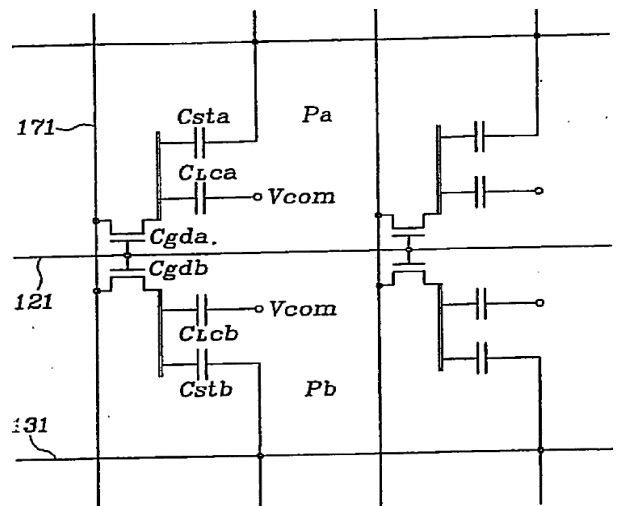 Csta
Pa
171
CLca
Vcom
Cgda.
Cgdb
121
Vcom
CLcb
Cstb
Pb
131